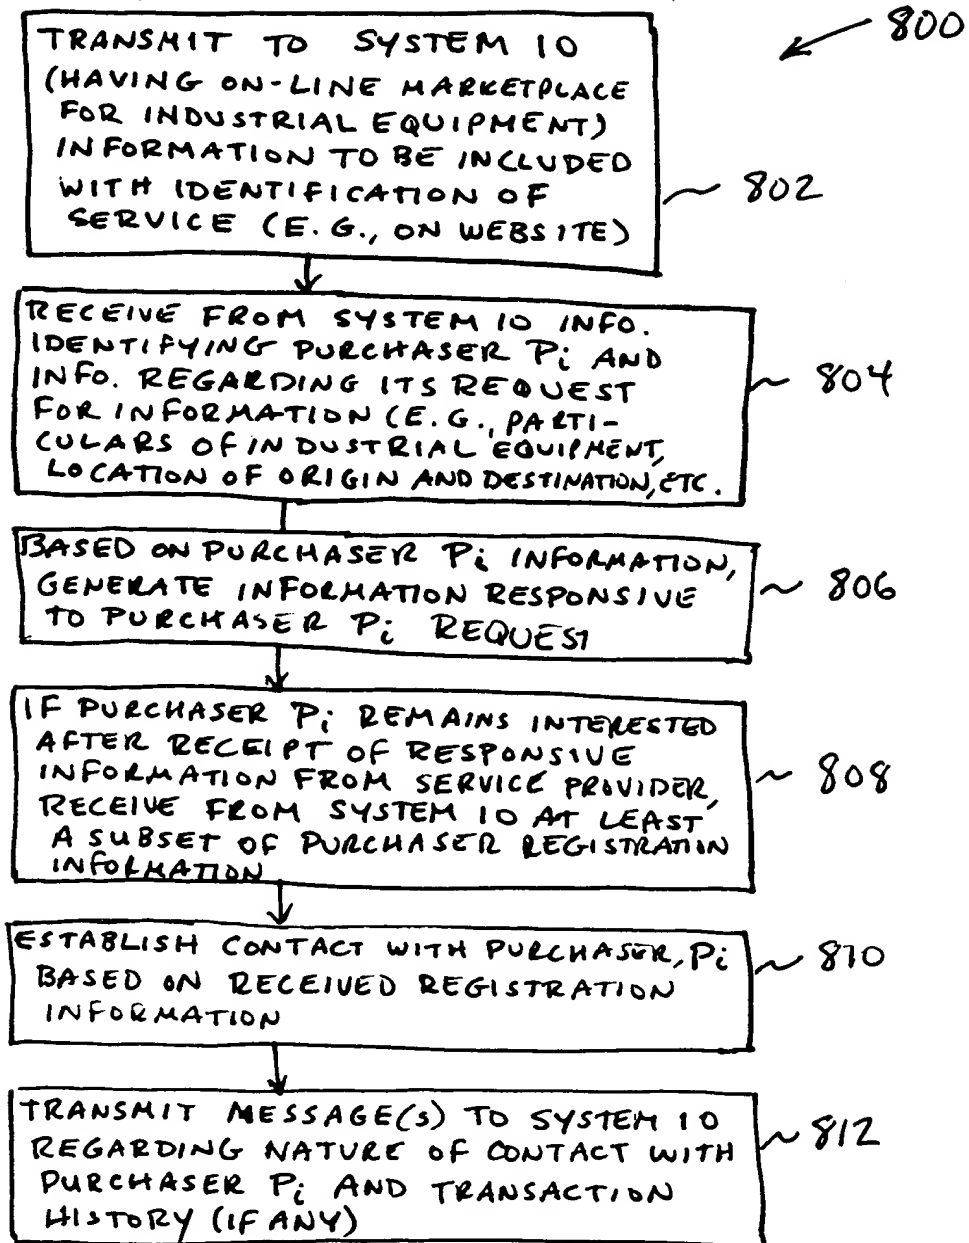 800
TRANSMIT TO SYSTEM 10
(HAVING ON-LINE MARKETPLACE
FOR INDUSTRIAL EQUIPMENT)
INFORMATION TO BE INCLUDED
WITH IDENTIFICATION OF
SERVICE (E.G., ON WEBSITE)
802
RECEIVE FROM SYSTEM 10 INFO.
IDENTIFYING PURCHASER Pi AND
INFO. REGARDING ITS REQUEST
FOR INFORMATION (E.G., PARTI-
CULARS OF INDUSTRIAL EQUIPMENT,
LOCATION OF ORIGIN AND DESTINATION, ETC.
804
BASED ON PURCHASER Pi INFORMATION,
GENERATE INFORMATION RESPONSIVE
TO PURCHASER Pi REQUEST
806
IF PURCHASER Pi REMAINS INTERESTED
AFTER RECEIPT OF RESPONSIVE
INFORMATION FROM SERVICE PROVIDER,
RECEIVE FROM SYSTEM 10 AT LEAST
A SUBSET OF PURCHASER REGISTRATION
INFORMATION
808
ESTABLISH CONTACT WITH PURCHASER, Pi
BASED ON RECEIVED REGISTRATION
INFORMATION
810
TRANSMIT MESSAGE(S) TO SYSTEM 10
REGARDING NATURE OF CONTACT WITH
PURCHASER Pi AND TRANSACTION
HISTORY (IF ANY)
812